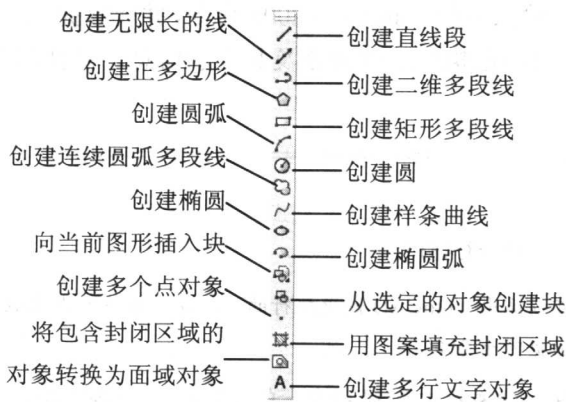 创建无限长的线
创建直线段
创建正多边形
创建二维多段线
创建圆弧
创建矩形多段线
创建连续圆弧多段线
创建圆
创建椭圆
创建样条曲线
向当前图形插入块
创建椭圆弧
创建多个点对象
从选定的对象创建块
将包含封闭区域的
对象转换为面域对象
用图案填充封闭区域
A
创建多行文字对象